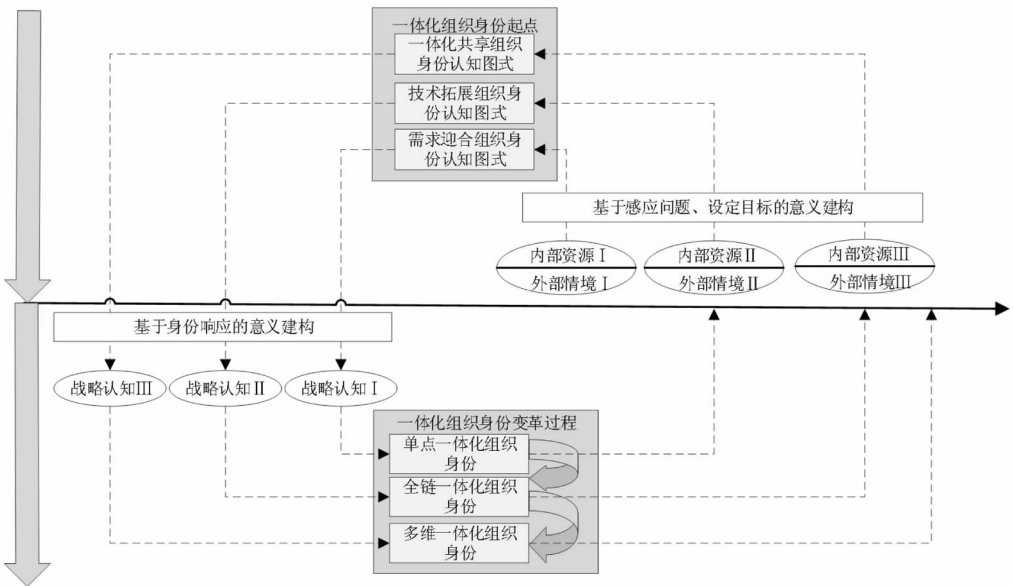 一体化组织身份起点
一体化共享组织
身份认知图式
技术拓展组织身
份认知图式
需求迎合组织身
份认知图式
基于感应问题、设定目标的意义建构
内部资源Ⅰ
外部情境Ⅰ
内部资源Ⅱ
外部情境Ⅱ
内部资源Ⅲ
外部情境Ⅲ
基于身份响应的意义建构
战略认知Ⅲ
战略认知Ⅱ
战略认知Ⅰ
一体化组织身份变革过程
单点一体化组织
身份
全链一体化组织
身份
多维一体化组织
身份